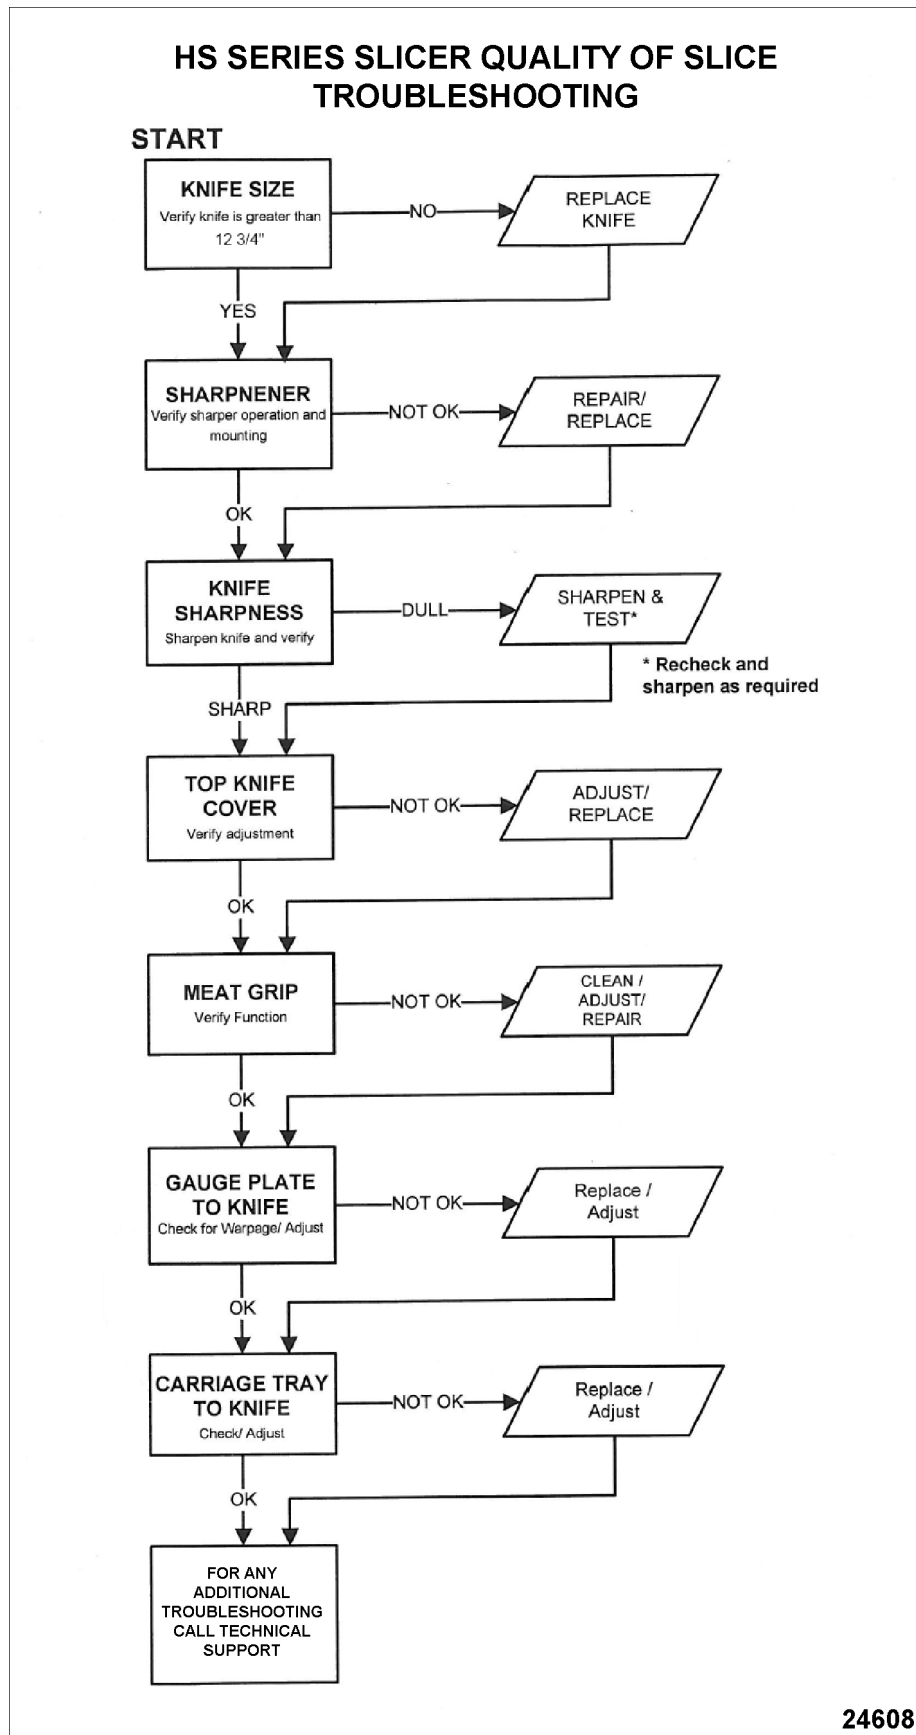 HS SERIES SLICER QUALITY OF SLICE
TROUBLESHOOTING
START
KNIFE SIZE
Verify knife is greater than
12 3/4"
NO
REPLACE
KNIFE
YES
SHARPNENER
Verify sharper operation and
mounting
NOT OK
REPAIR/
REPLACE
OK
KNIFE
SHARPNESS
Sharpen knife and verify
DULL
SHARPEN &
TEST*
* Recheck and
sharpen as required
SHARP
TOP KNIFE
COVER
Verify adjustment
NOT OK
ADJUST/
REPLACE
OK
MEAT GRIP
Verify Function
NOT OK
CLEAN /
ADJUST/
REPAIR
OK
GAUGE PLATE
TO KNIFE
Check for Warpage/ Adjust
NOT OK
Replace /
Adjust
OK
CARRIAGE TRAY
TO KNIFE
Check/ Adjust
NOT OK
Replace /
Adjust
OK
FOR ANY
ADDITIONAL
TROUBLESHOOTING
CALL TECHNICAL
SUPPORT
24608